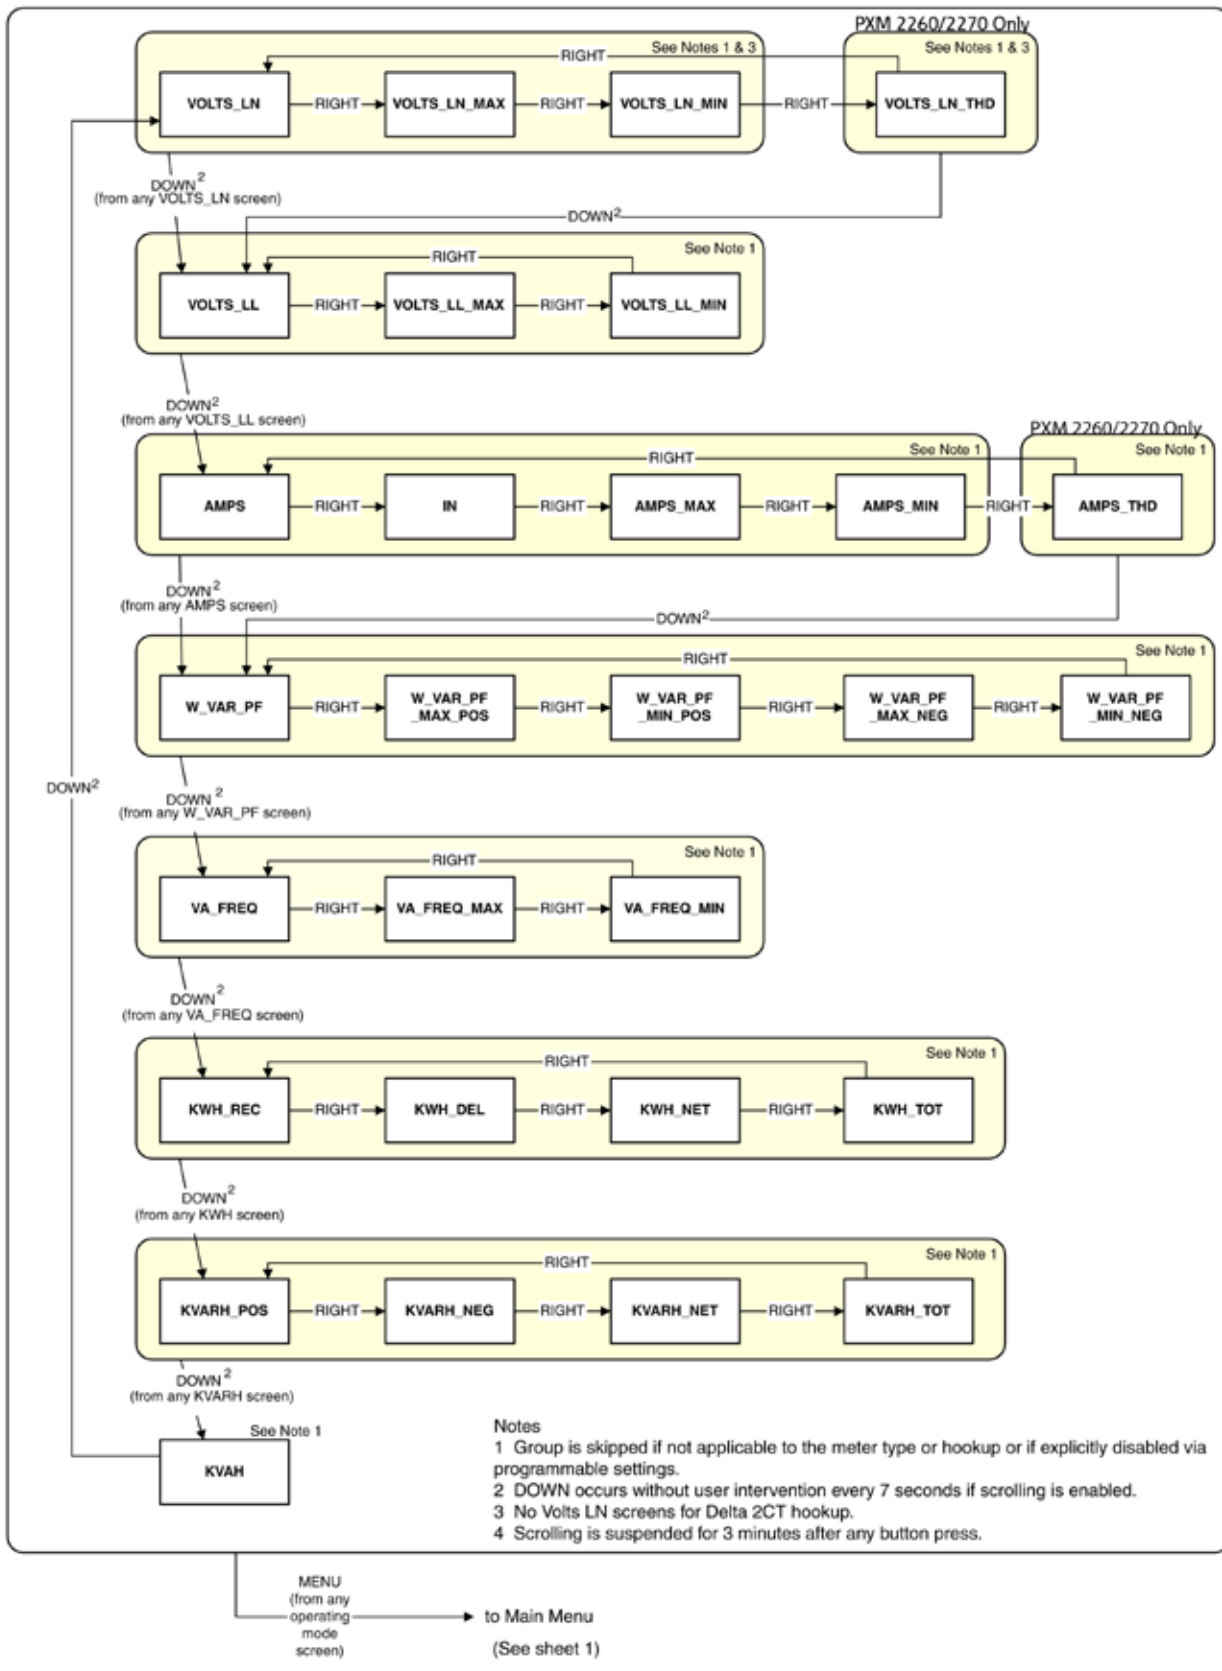 PXM 2260/2270 Only
See Notes 1 & 3
See Notes 1 & 3
RIGHT
VOLTS_LN
RIGHT
VOLTS_LN_MAX
RIGHT
VOLTS_LN_MIN
RIGHT
VOLTS_LN_THD
DOWN2
(from any VOLTS_LN screen)
DOWN2
See Note 1
RIGHT
VOLTS_LL
RIGHT
VOLTS_LL_MAX
RIGHT
VOLTS_LL_MIN
DOWN2
(from any VOLTS_LL screen)
PXM 2260/2270 Only
See Note 1
See Note 1
RIGHT
AMPS
RIGHT
IN
RIGHT
AMPS_MAX
RIGHT
AMPS_MIN
RIGHT
AMPS_THD
DOWN2
(from any AMPS screen)
DOWN2
See Note 1
RIGHT
W_VAR_PF
RIGHT
W_VAR_PF
_MAX_POS
RIGHT
W_VAR_PF
_MIN_POS
RIGHT
W_VAR_PF
_MAX_NEG
RIGHT
W_VAR_PF
_MIN_NEG
DOWN2
DOWN2
(from any W_VAR_PF screen)
See Note 1
RIGHT
VA_FREQ
RIGHT
VA_FREQ_MAX
RIGHT
VA_FREQ_MIN
DOWN2
(from any VA_FREQ screen)
See Note 1
RIGHT
KWH_REC
RIGHT
KWH_DEL
RIGHT
KWH_NET
RIGHT
KWH_TOT
DOWN2
(from any KWH screen)
See Note 1
RIGHT
KVARH_POS
RIGHT
KVARH_NEG
RIGHT
KVARH_NET
RIGHT
KVARH_TOT
DOWN2
(from any KVARH screen)
See Note 1
KVAH
Notes
1 Group is skipped if not applicable to the meter type or hookup or if explicitly disabled via
programmable settings.
2 DOWN occurs without user intervention every 7 seconds if scrolling is enabled.
3 No Volts LN screens for Delta 2CT hookup.
4 Scrolling is suspended for 3 minutes after any button press.
MENU
(from any
operating
mode
screen)
to Main Menu
(See sheet 1)